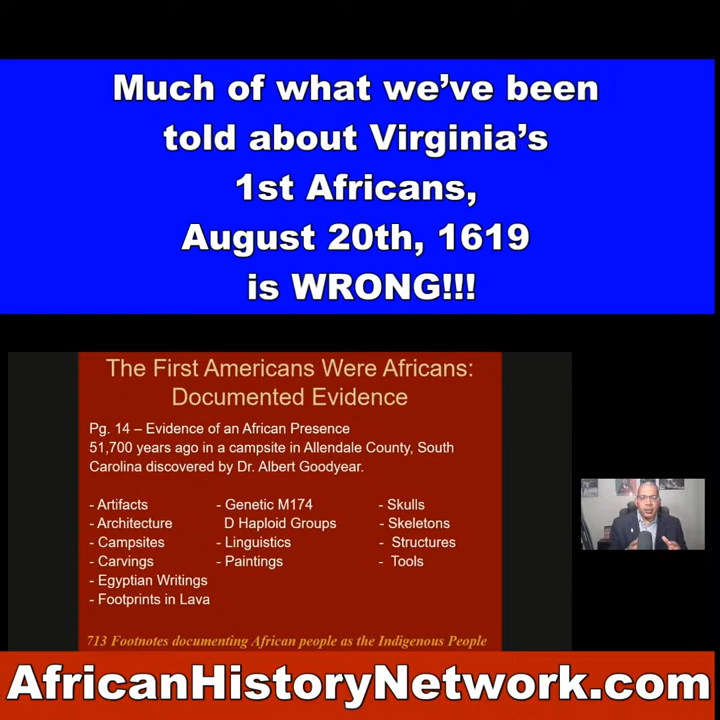 Much of what we've been
told about Virginia's
1st Africans,
August 20th, 1619
is WRONG!!!
The First Americans Were Africans:
Documented Evidence
Pg. 14 – Evidence of an African Presence
51,700 years ago in a campsite in Allendale County, South
Carolina discovered by Dr. Albert Goodyear.
- Artifacts
- Architecture
- Campsites
- Carvings
- Egyptian Writings
- Footprints in Lava
- Genetic M174
D Haploid Groups
- Linguistics
- Paintings
- Skulls
- Skeletons
- Structures
- Tools
713 Footnotes documenting African people as the Indigenous People
AfricanHistoryNetwork.com